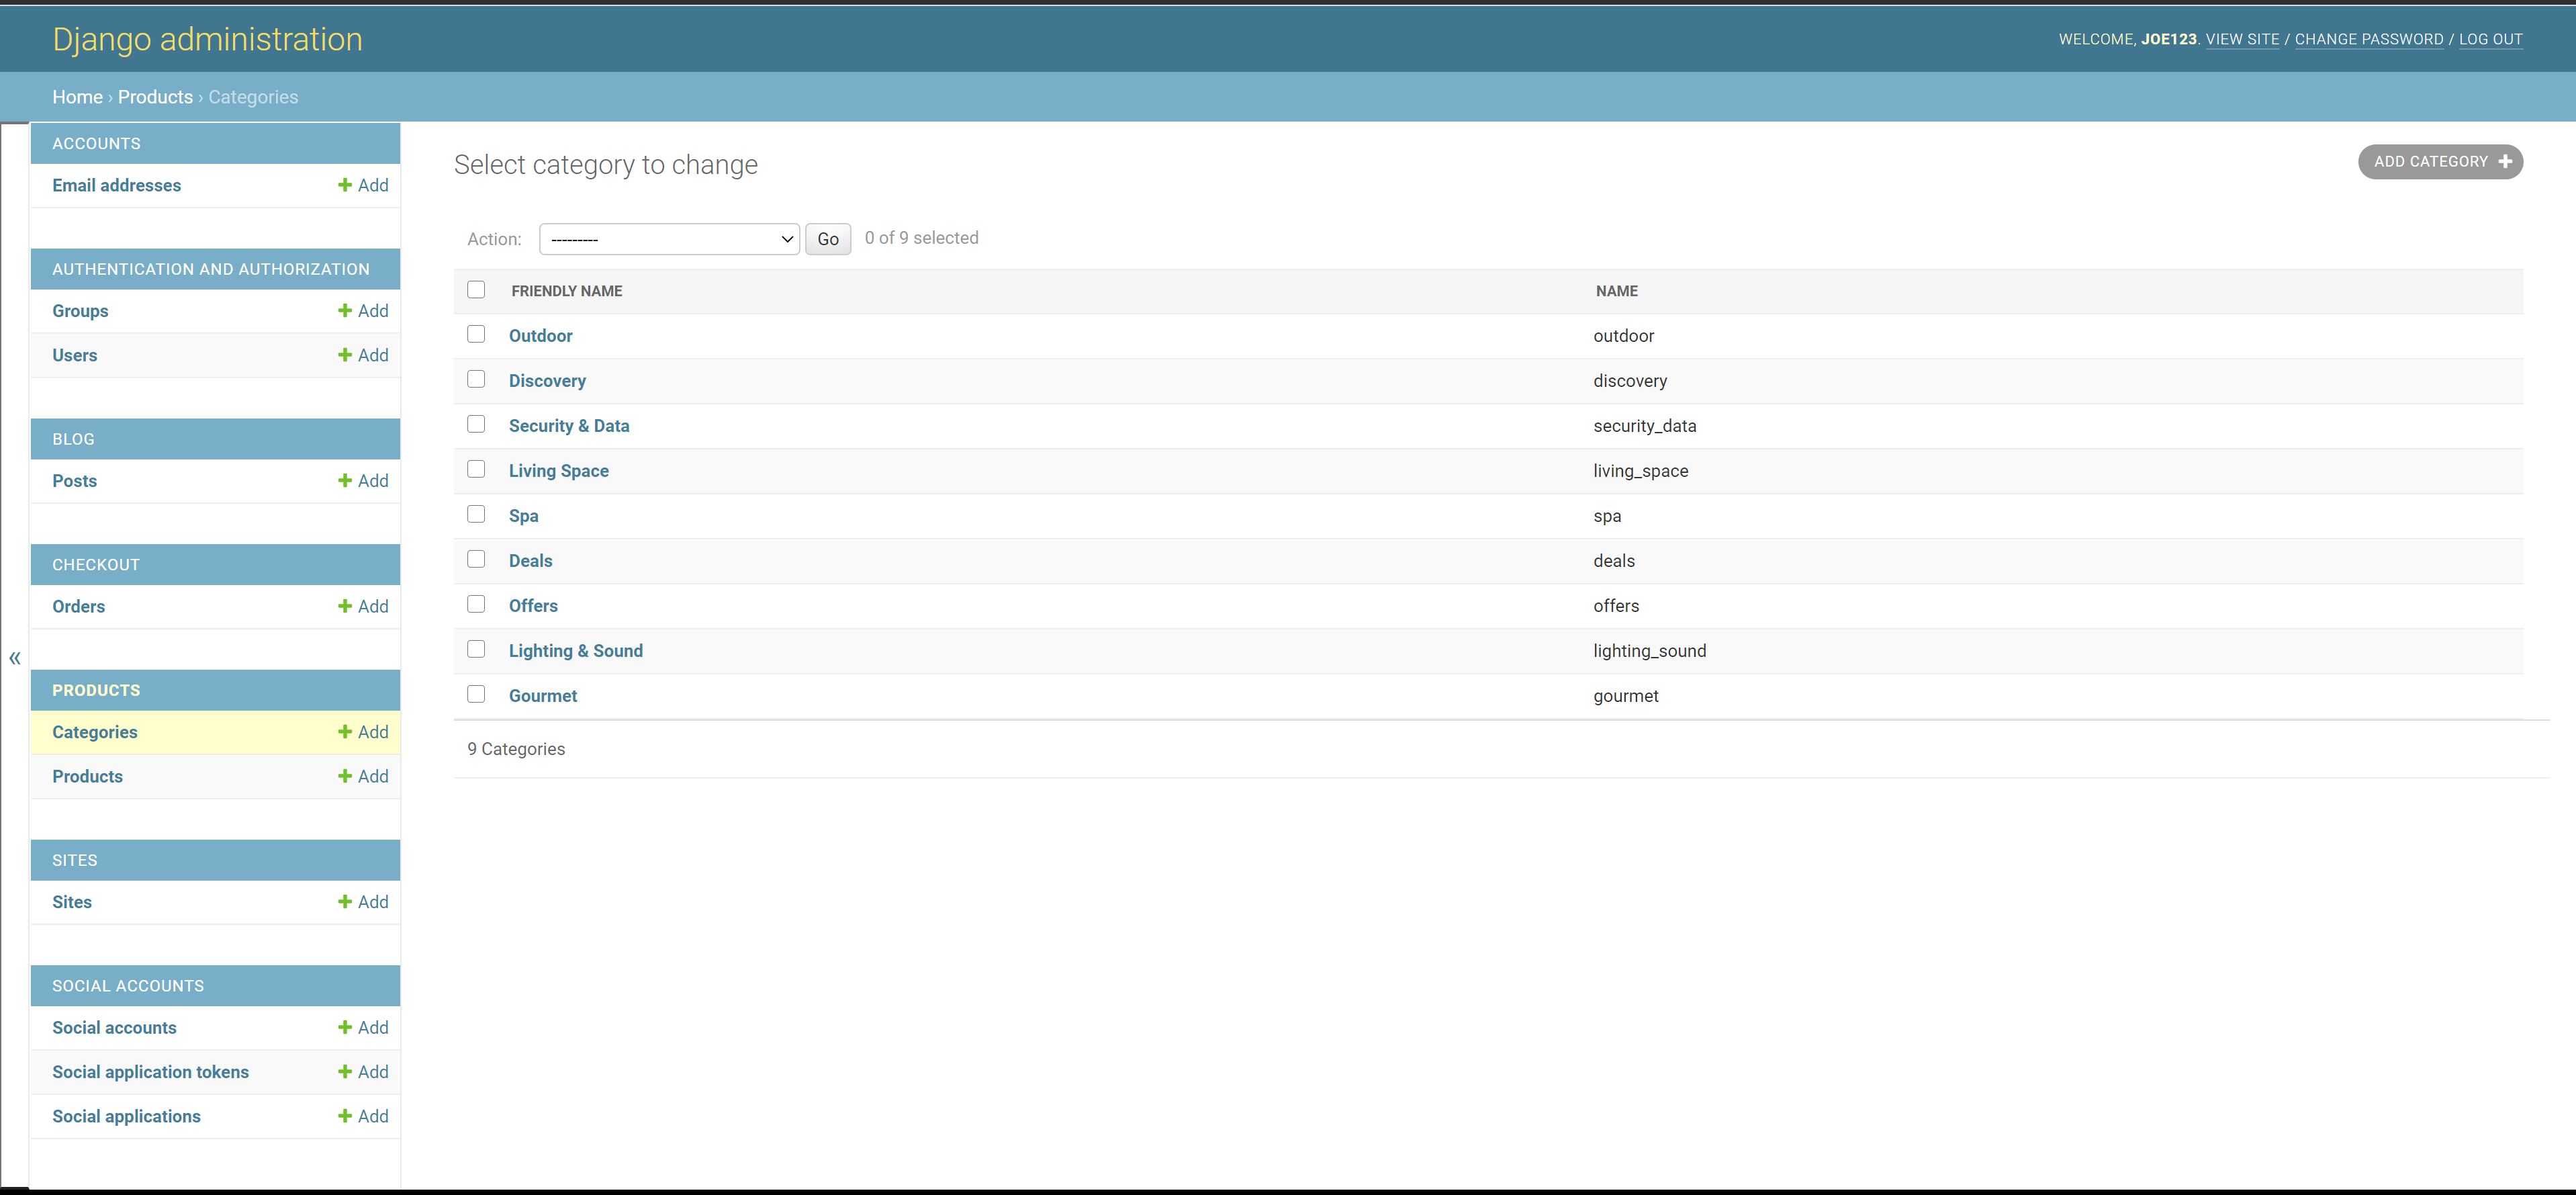 Django administration
WELCOME, JOE123. VIEW SITE / CHANGE PASSWORD / LOG OUT
Home › Products › Categories
ACCOUNTS
Email addresses + Add
AUTHENTICATION AND AUTHORIZATION
Groups + Add
Users + Add
BLOG
Posts + Add
CHECKOUT
Orders + Add
PRODUCTS
Categories + Add
Products + Add
SITES
Sites + Add
SOCIAL ACCOUNTS
Social accounts + Add
Social application tokens + Add
Social applications + Add
«
Select category to change
ADD CATEGORY +
Action: --------- Go 0 of 9 selected
FRIENDLY NAME NAME
Outdoor outdoor
Discovery discovery
Security & Data security_data
Living Space living_space
Spa spa
Deals deals
Offers offers
Lighting & Sound lighting_sound
Gourmet gourmet
9 Categories